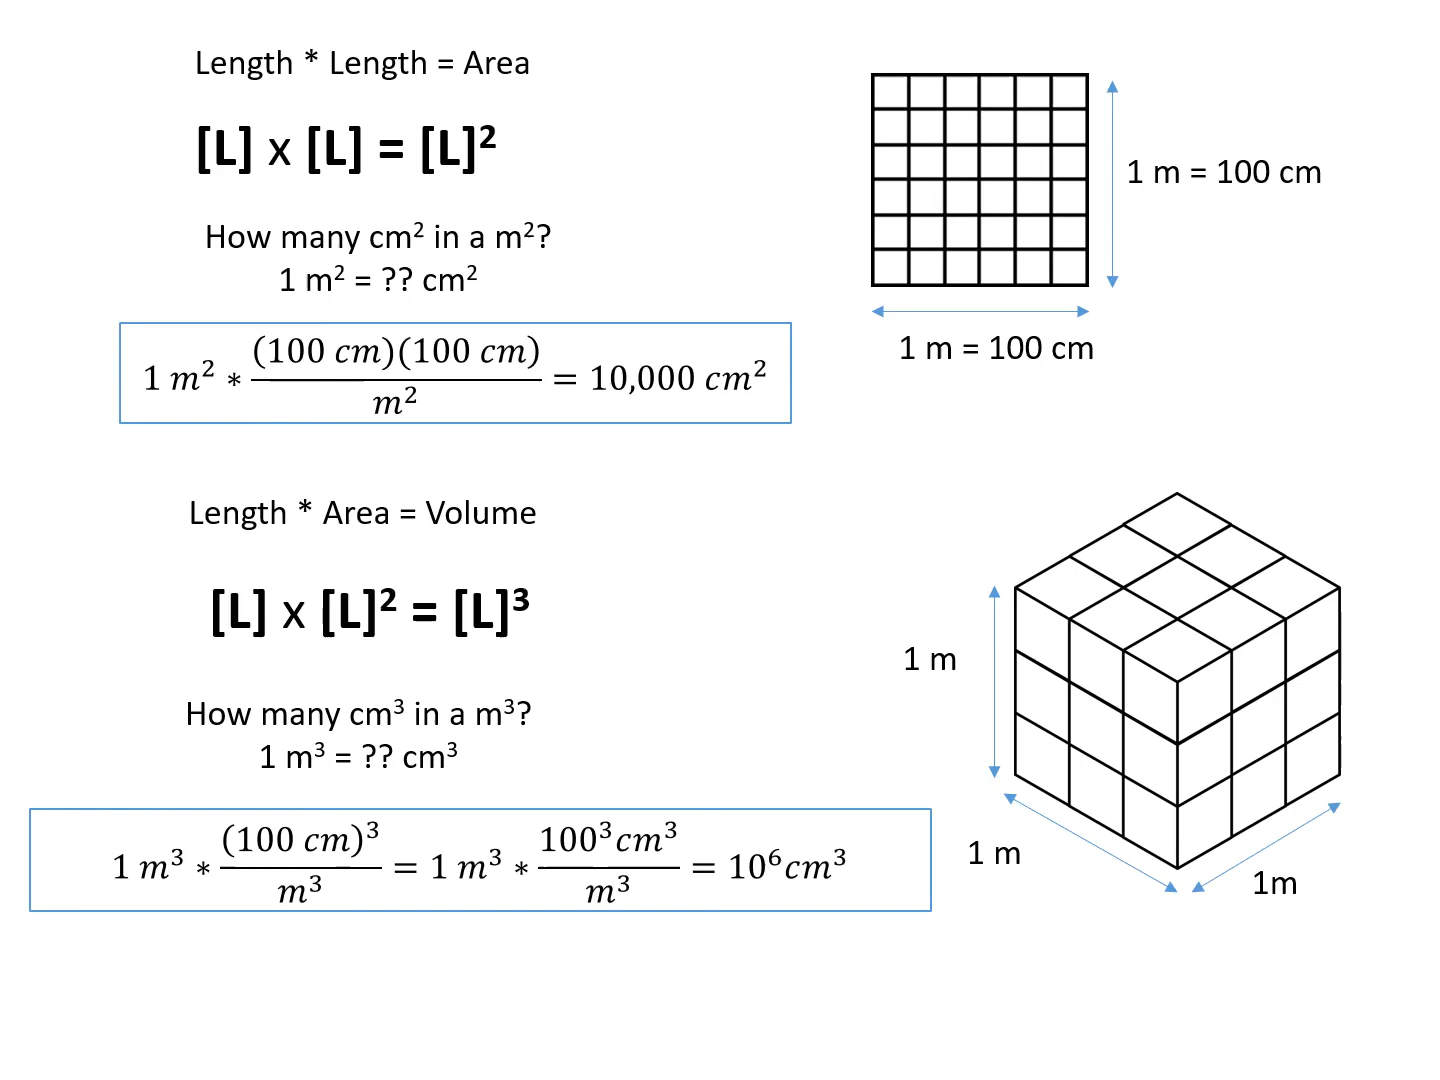 Length * Length = Area
[L] x [L] = [L]²
How many cm² in a m²?
1 m² = ?? cm²
1 m² * (100 cm)(100 cm) / m² = 10,000 cm²
1 m = 100 cm
1 m = 100 cm
Length * Area = Volume
[L] x [L]² = [L]³
How many cm³ in a m³?
1 m³ = ?? cm³
1 m³ * (100 cm)³ / m³ = 1 m³ * 100³cm³ / m³ = 10⁶cm³
1 m
1 m
1m